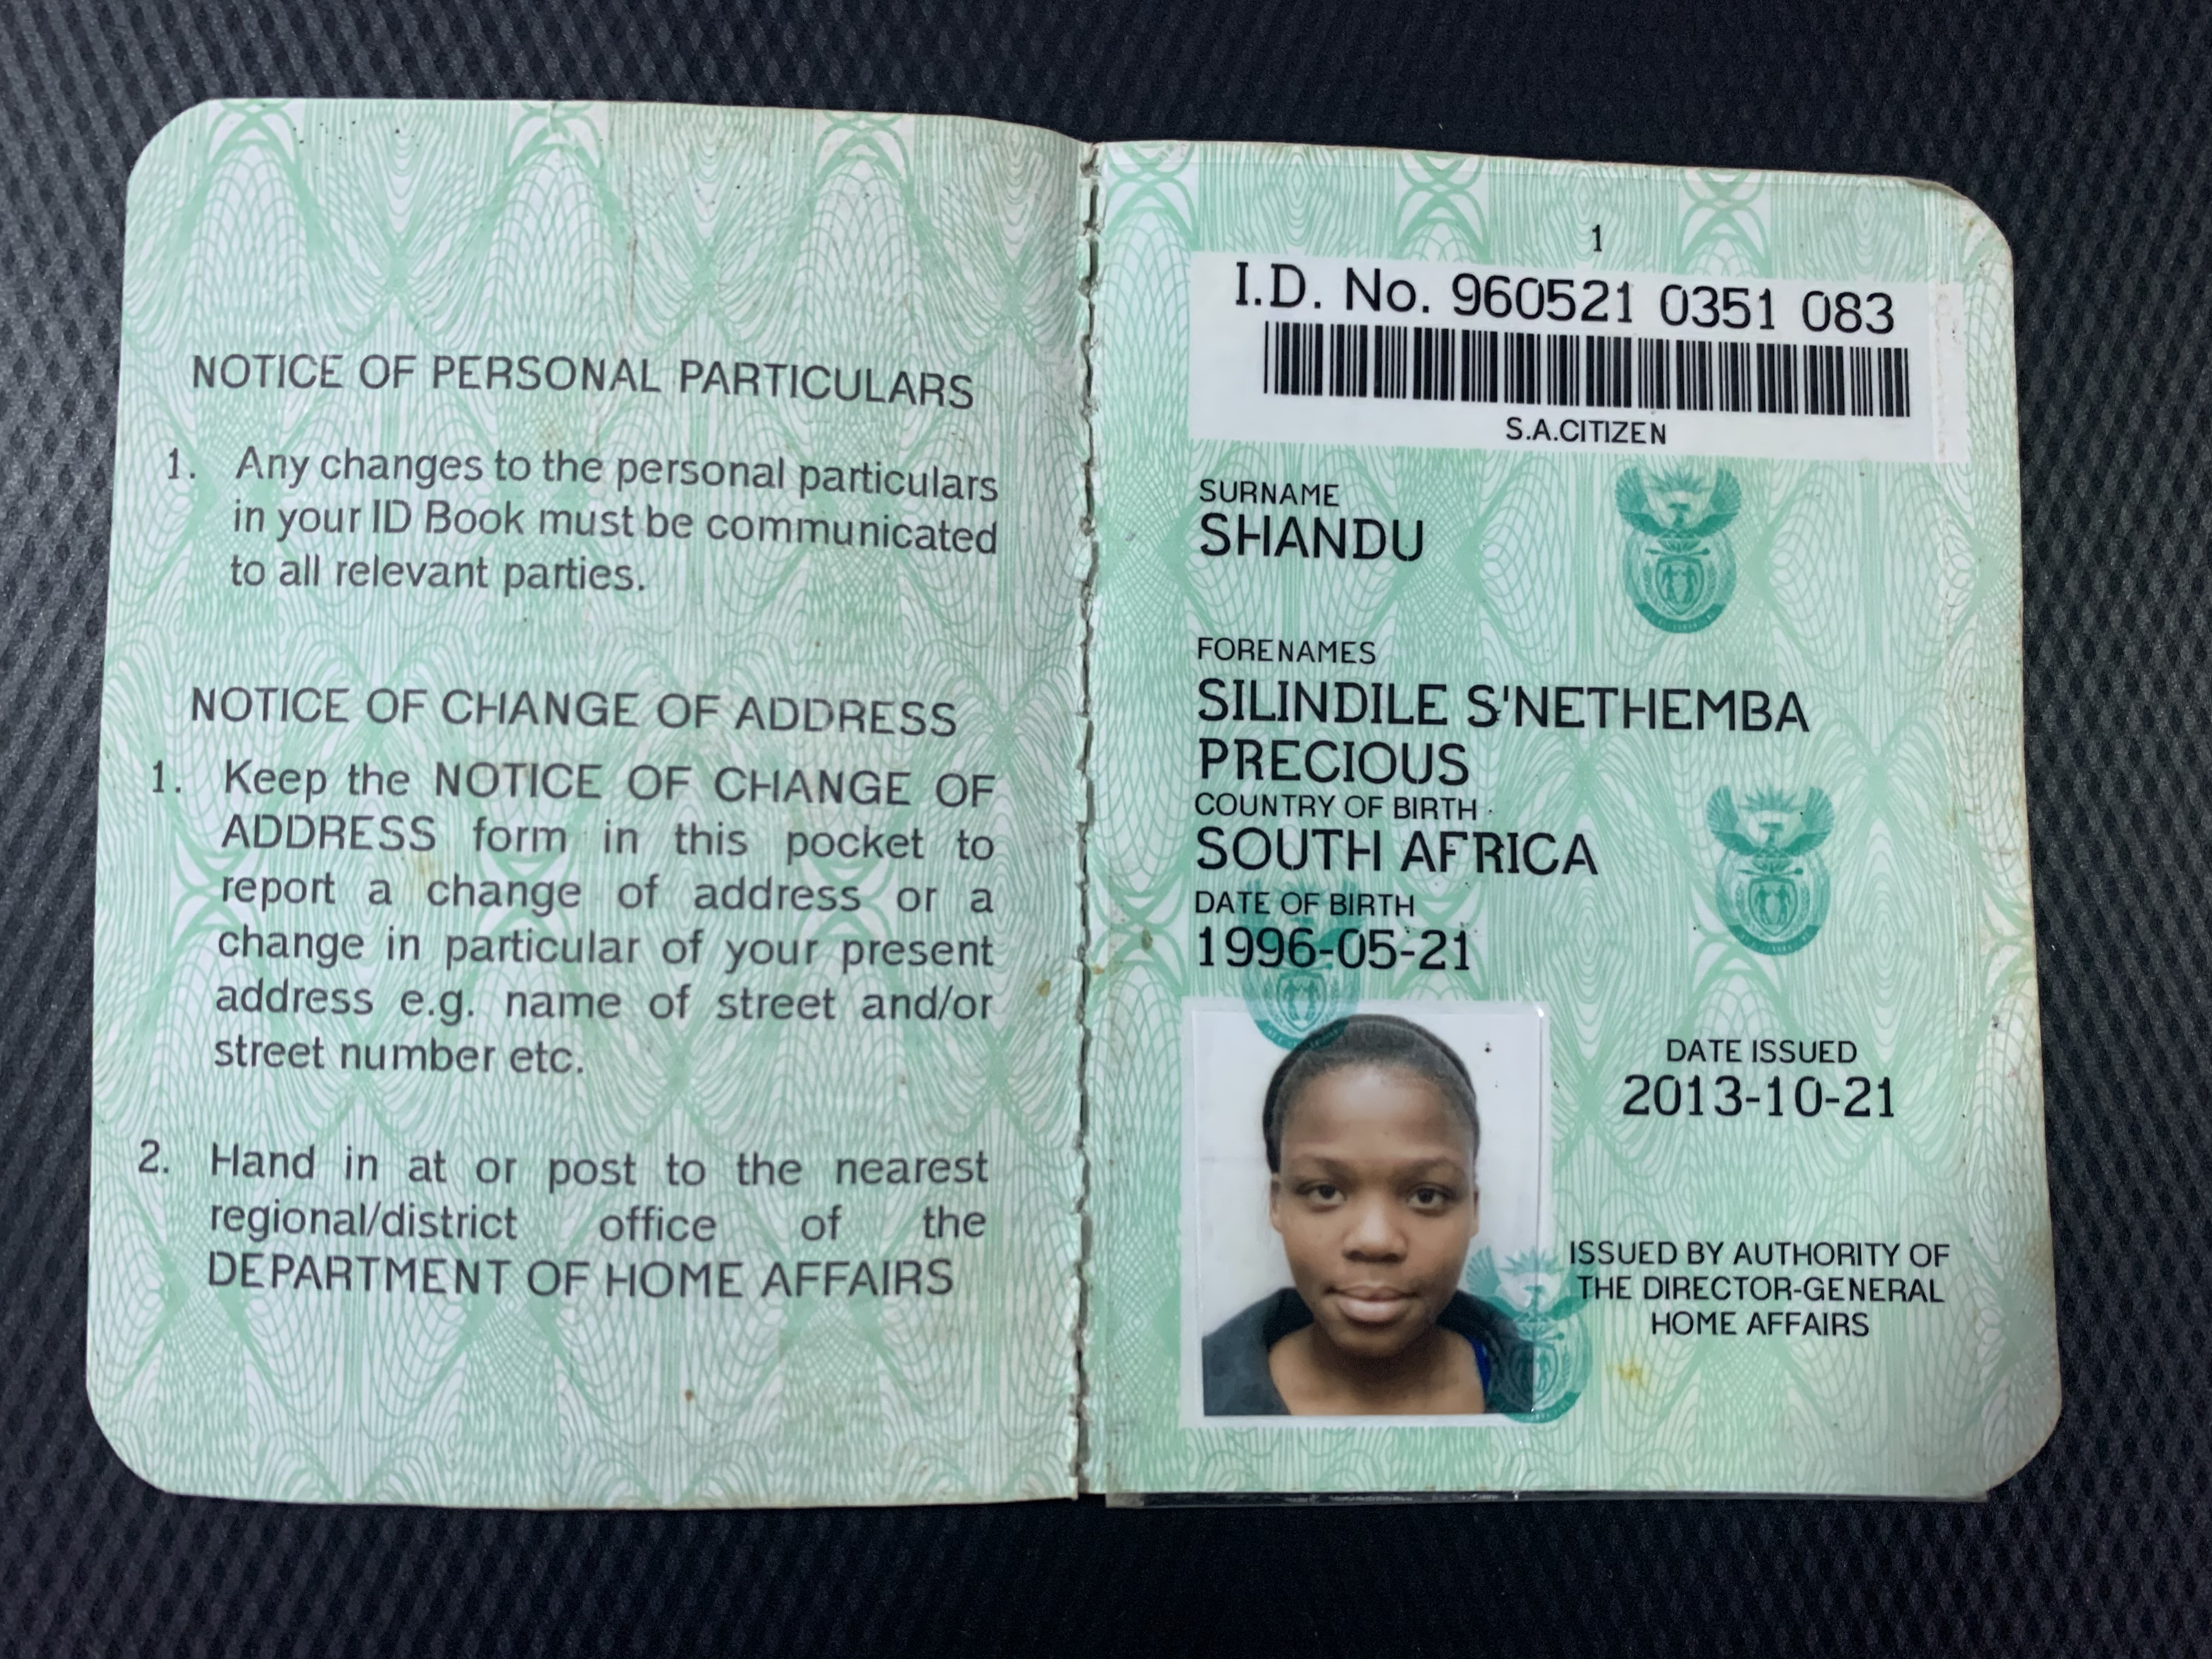 NOTICE OF PERSONAL PARTICULARS
1. Any changes to the personal particulars
in your ID Book must be communicated
to all relevant parties.
NOTICE OF CHANGE OF ADDRESS
1. Keep the NOTICE OF CHANGE OF
ADDRESS form in this pocket to
report a change of address or a
change in particular of your present
address e.g. name of street and/or
street number etc.
2. Hand in at or post to the nearest
regional/district office of the
DEPARTMENT OF HOME AFFAIRS
1
I.D. No. 960521 0351 083
S.A.CITIZEN
SURNAME
SHANDU
FORENAMES
SILINDILE S'NETHEMBA
PRECIOUS
COUNTRY OF BIRTH
SOUTH AFRICA
DATE OF BIRTH
1996-05-21
DATE ISSUED
2013-10-21
ISSUED BY AUTHORITY OF
THE DIRECTOR-GENERAL
HOME AFFAIRS